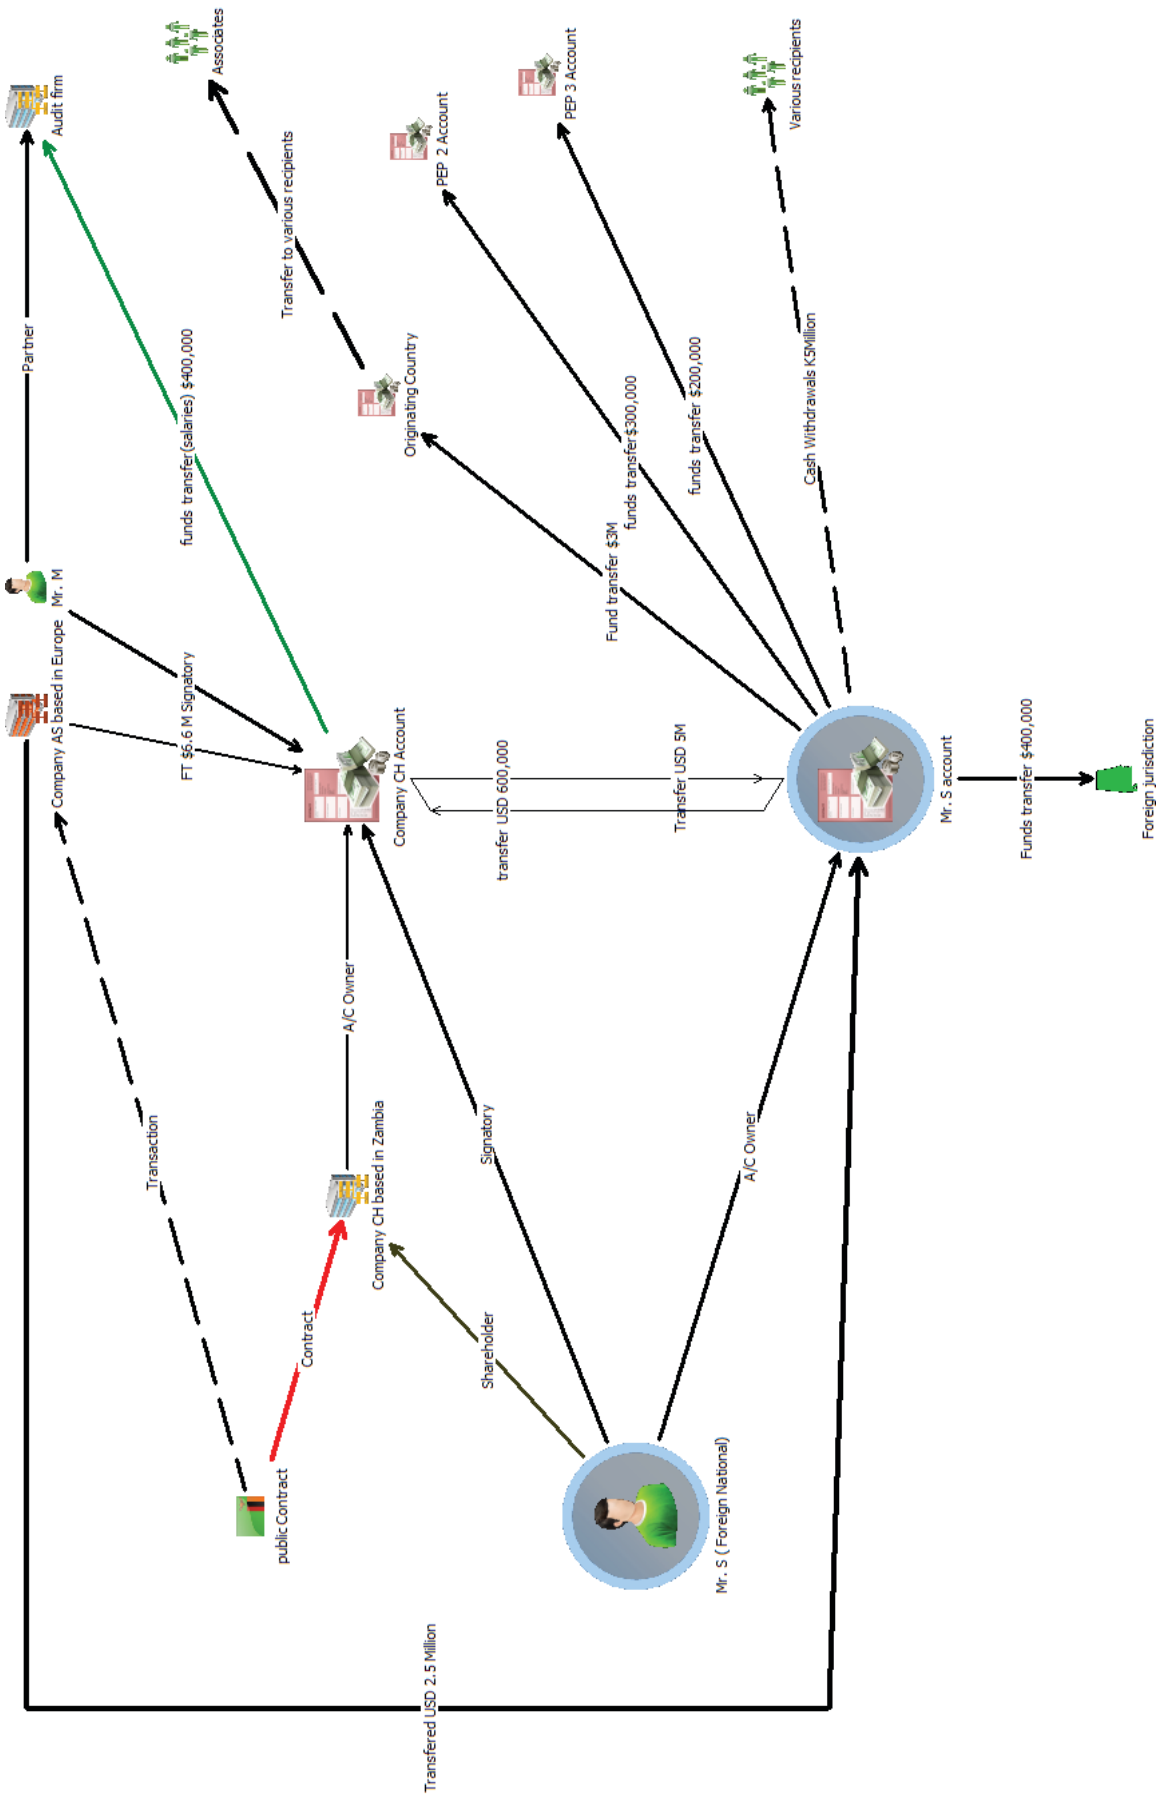 Partner
Company AS based in Europe
Mr. M
Audit firm
Transaction
FT $6.6 M Signatory
funds transfer(salaries) $400,000
Associates
public Contract
Transfer to various recipients
Contract
A/C Owner
Company CH based in Zambia
Company CH Account
Originating Country
Transfered USD 2.5 Million
PEP 2 Account
Shareholder
Signatory
transfer USD 600,000
PEP 3 Account
Fund transfer $3M
funds transfer$300,000
Transfer USD 5M
funds transfer $200,000
Mr. S ( Foreign National)
A/C Owner
Various recipients
Cash Withdrawals K5Million
Mr. S account
Funds transfer $400,000
Foreign jurisdiction